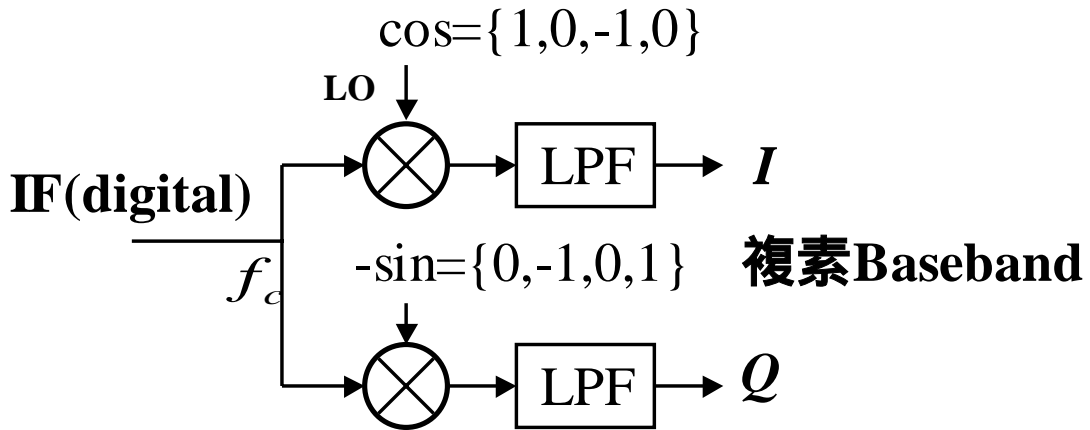 cos={1,0,-1,0}
LO
LPF
I
IF(digital)
f_c
-sin={0,-1,0,1}
複素Baseband
LPF
Q